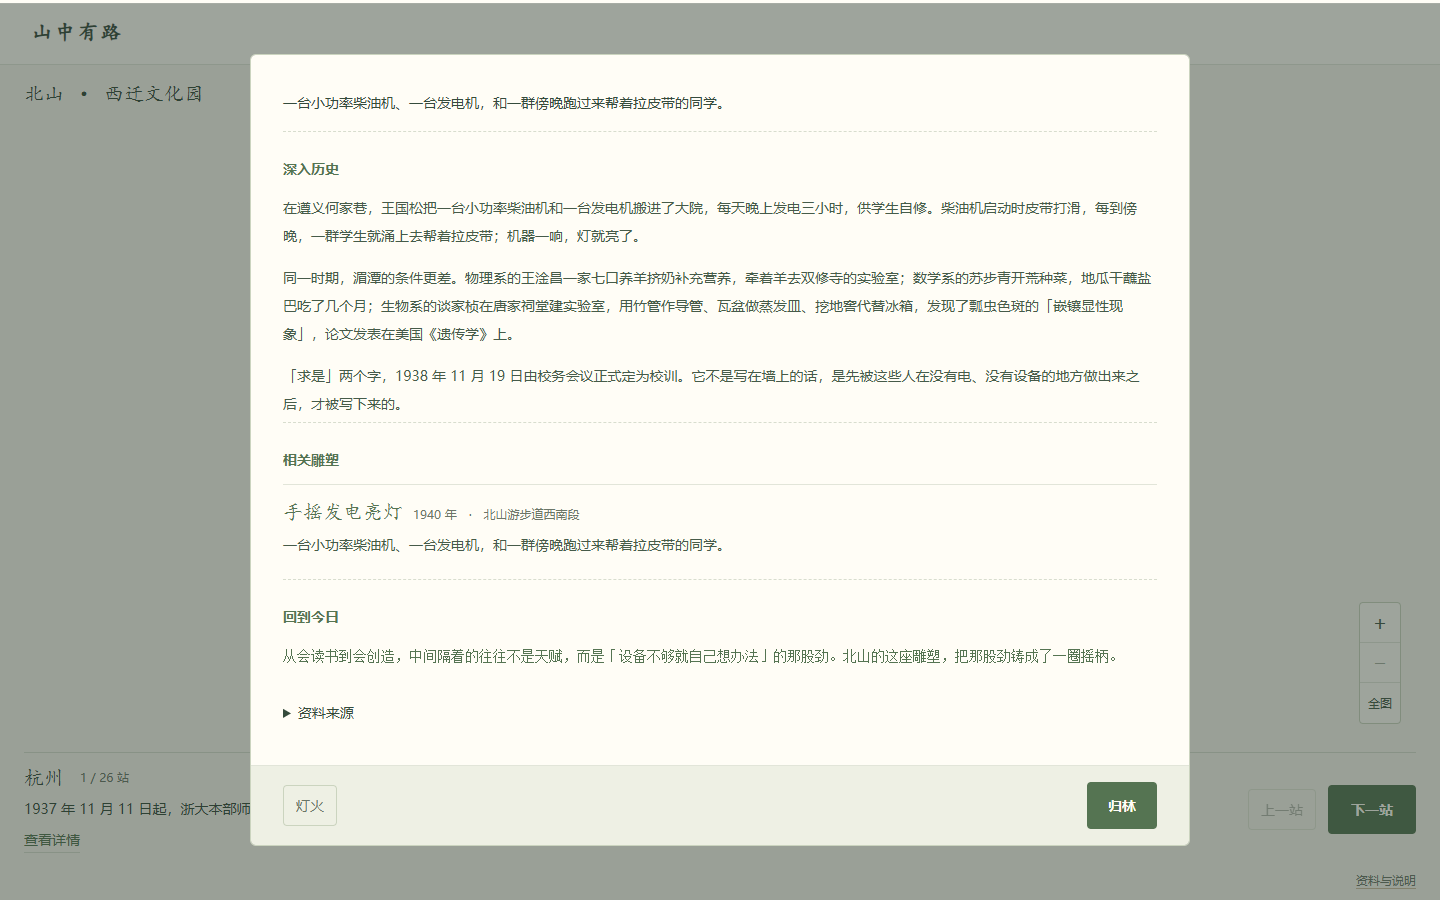 山中有路
北山 • 西迁文化园
一台小功率柴油机、一台发电机，和一群傍晚跑过来帮着拉皮带的同学。
深入历史
在遵义何家巷，王国松把一台小功率柴油机和一台发电机搬进了大院，每天晚上发电三小时，供学生自修。柴油机启动时皮带打滑，每到傍
晚，一群学生就涌上去帮着拉皮带；机器一响，灯就亮了。
同一时期，湄潭的条件更差。物理系的王淦昌一家七口养羊挤奶补充营养，牵着羊去双修寺的实验室；数学系的苏步青开荒种菜，地瓜干蘸盐
巴吃了几个月；生物系的谈家桢在唐家祠堂建实验室，用竹管作导管、瓦盆做蒸发皿、挖地窖代替冰箱，发现了瓢虫色斑的「嵌镶显性现
象」，论文发表在美国《遗传学》上。
「求是」两个字，1938 年 11 月 19 日由校务会议正式定为校训。它不是写在墙上的话，是先被这些人在没有电、没有设备的地方做出来之
后，才被写下来的。
相关雕塑
手摇发电亮灯 1940 年 · 北山游步道西南段
一台小功率柴油机、一台发电机，和一群傍晚跑过来帮着拉皮带的同学。
回到今日
从会读书到会创造，中间隔着的往往不是天赋，而是「设备不够就自己想办法」的那股劲。北山的这座雕塑，把那股劲铸成了一圈摇柄。
▶ 资料来源
灯火
归林
+
−
全图
杭州 1 / 26 站
1937 年 11 月 11 日起，浙大本部师
查看详情
上一站
下一站
资料与说明